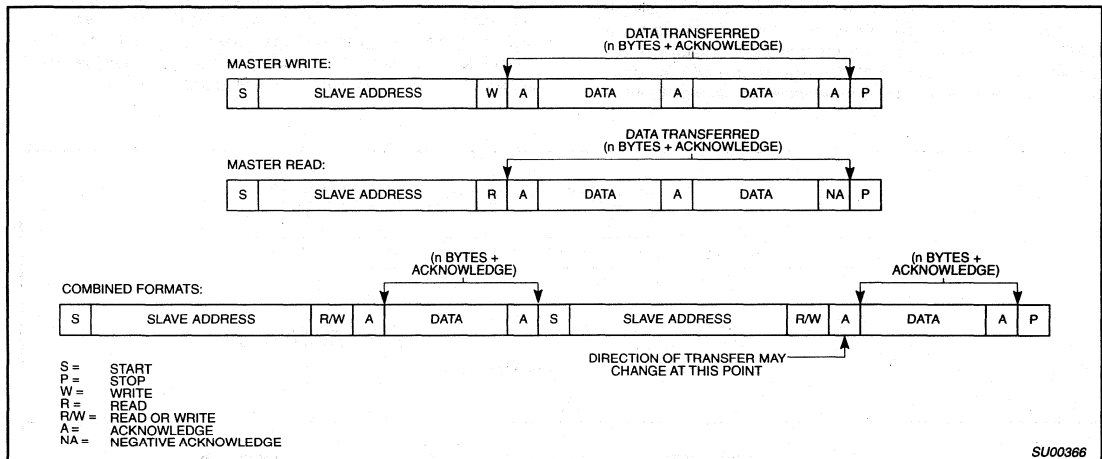 DATA TRANSFERRED
(n BYTES + ACKNOWLEDGE)
MASTER WRITE:
S SLAVE ADDRESS W A DATA A DATA A P
DATA TRANSFERRED
(n BYTES + ACKNOWLEDGE)
MASTER READ:
S SLAVE ADDRESS R A DATA A DATA NA P
(n BYTES +
ACKNOWLEDGE)
(n BYTES +
ACKNOWLEDGE)
COMBINED FORMATS:
S SLAVE ADDRESS R/W A DATA A S SLAVE ADDRESS R/W A DATA A P
DIRECTION OF TRANSFER MAY
CHANGE AT THIS POINT
S = START
P = STOP
W = WRITE
R = READ
R/W = READ OR WRITE
A = ACKNOWLEDGE
NA = NEGATIVE ACKNOWLEDGE
SU00366